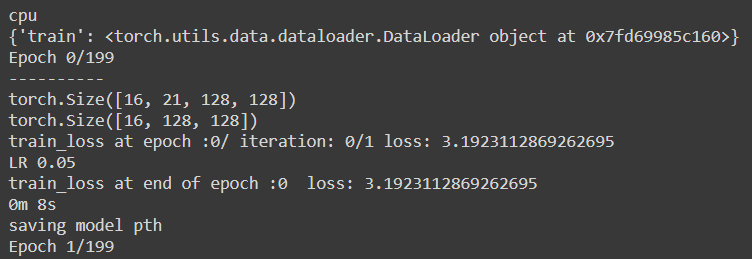 cpu
{'train': <torch.utils.data.dataloader.DataLoader object at 0x7fd69985c160>}
Epoch 0/199
----------
torch.Size([16, 21, 128, 128])
torch.Size([16, 128, 128])
train_loss at epoch :0/ iteration: 0/1 loss: 3.1923112869262695
LR 0.05
train_loss at end of epoch :0  loss: 3.1923112869262695
0m 8s
saving model pth
Epoch 1/199